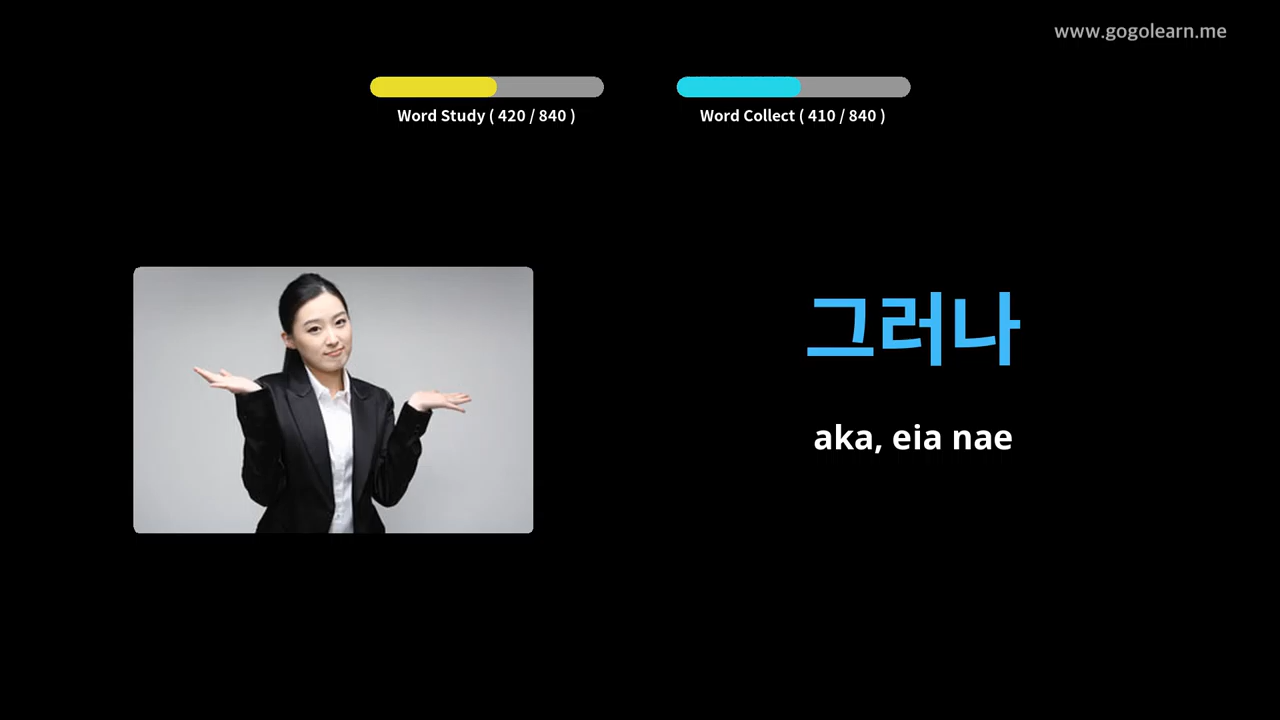 www.gogolearn.me
Word Study ( 420 / 840 )
Word Collect ( 410 / 840 )
그러나
aka, eia nae